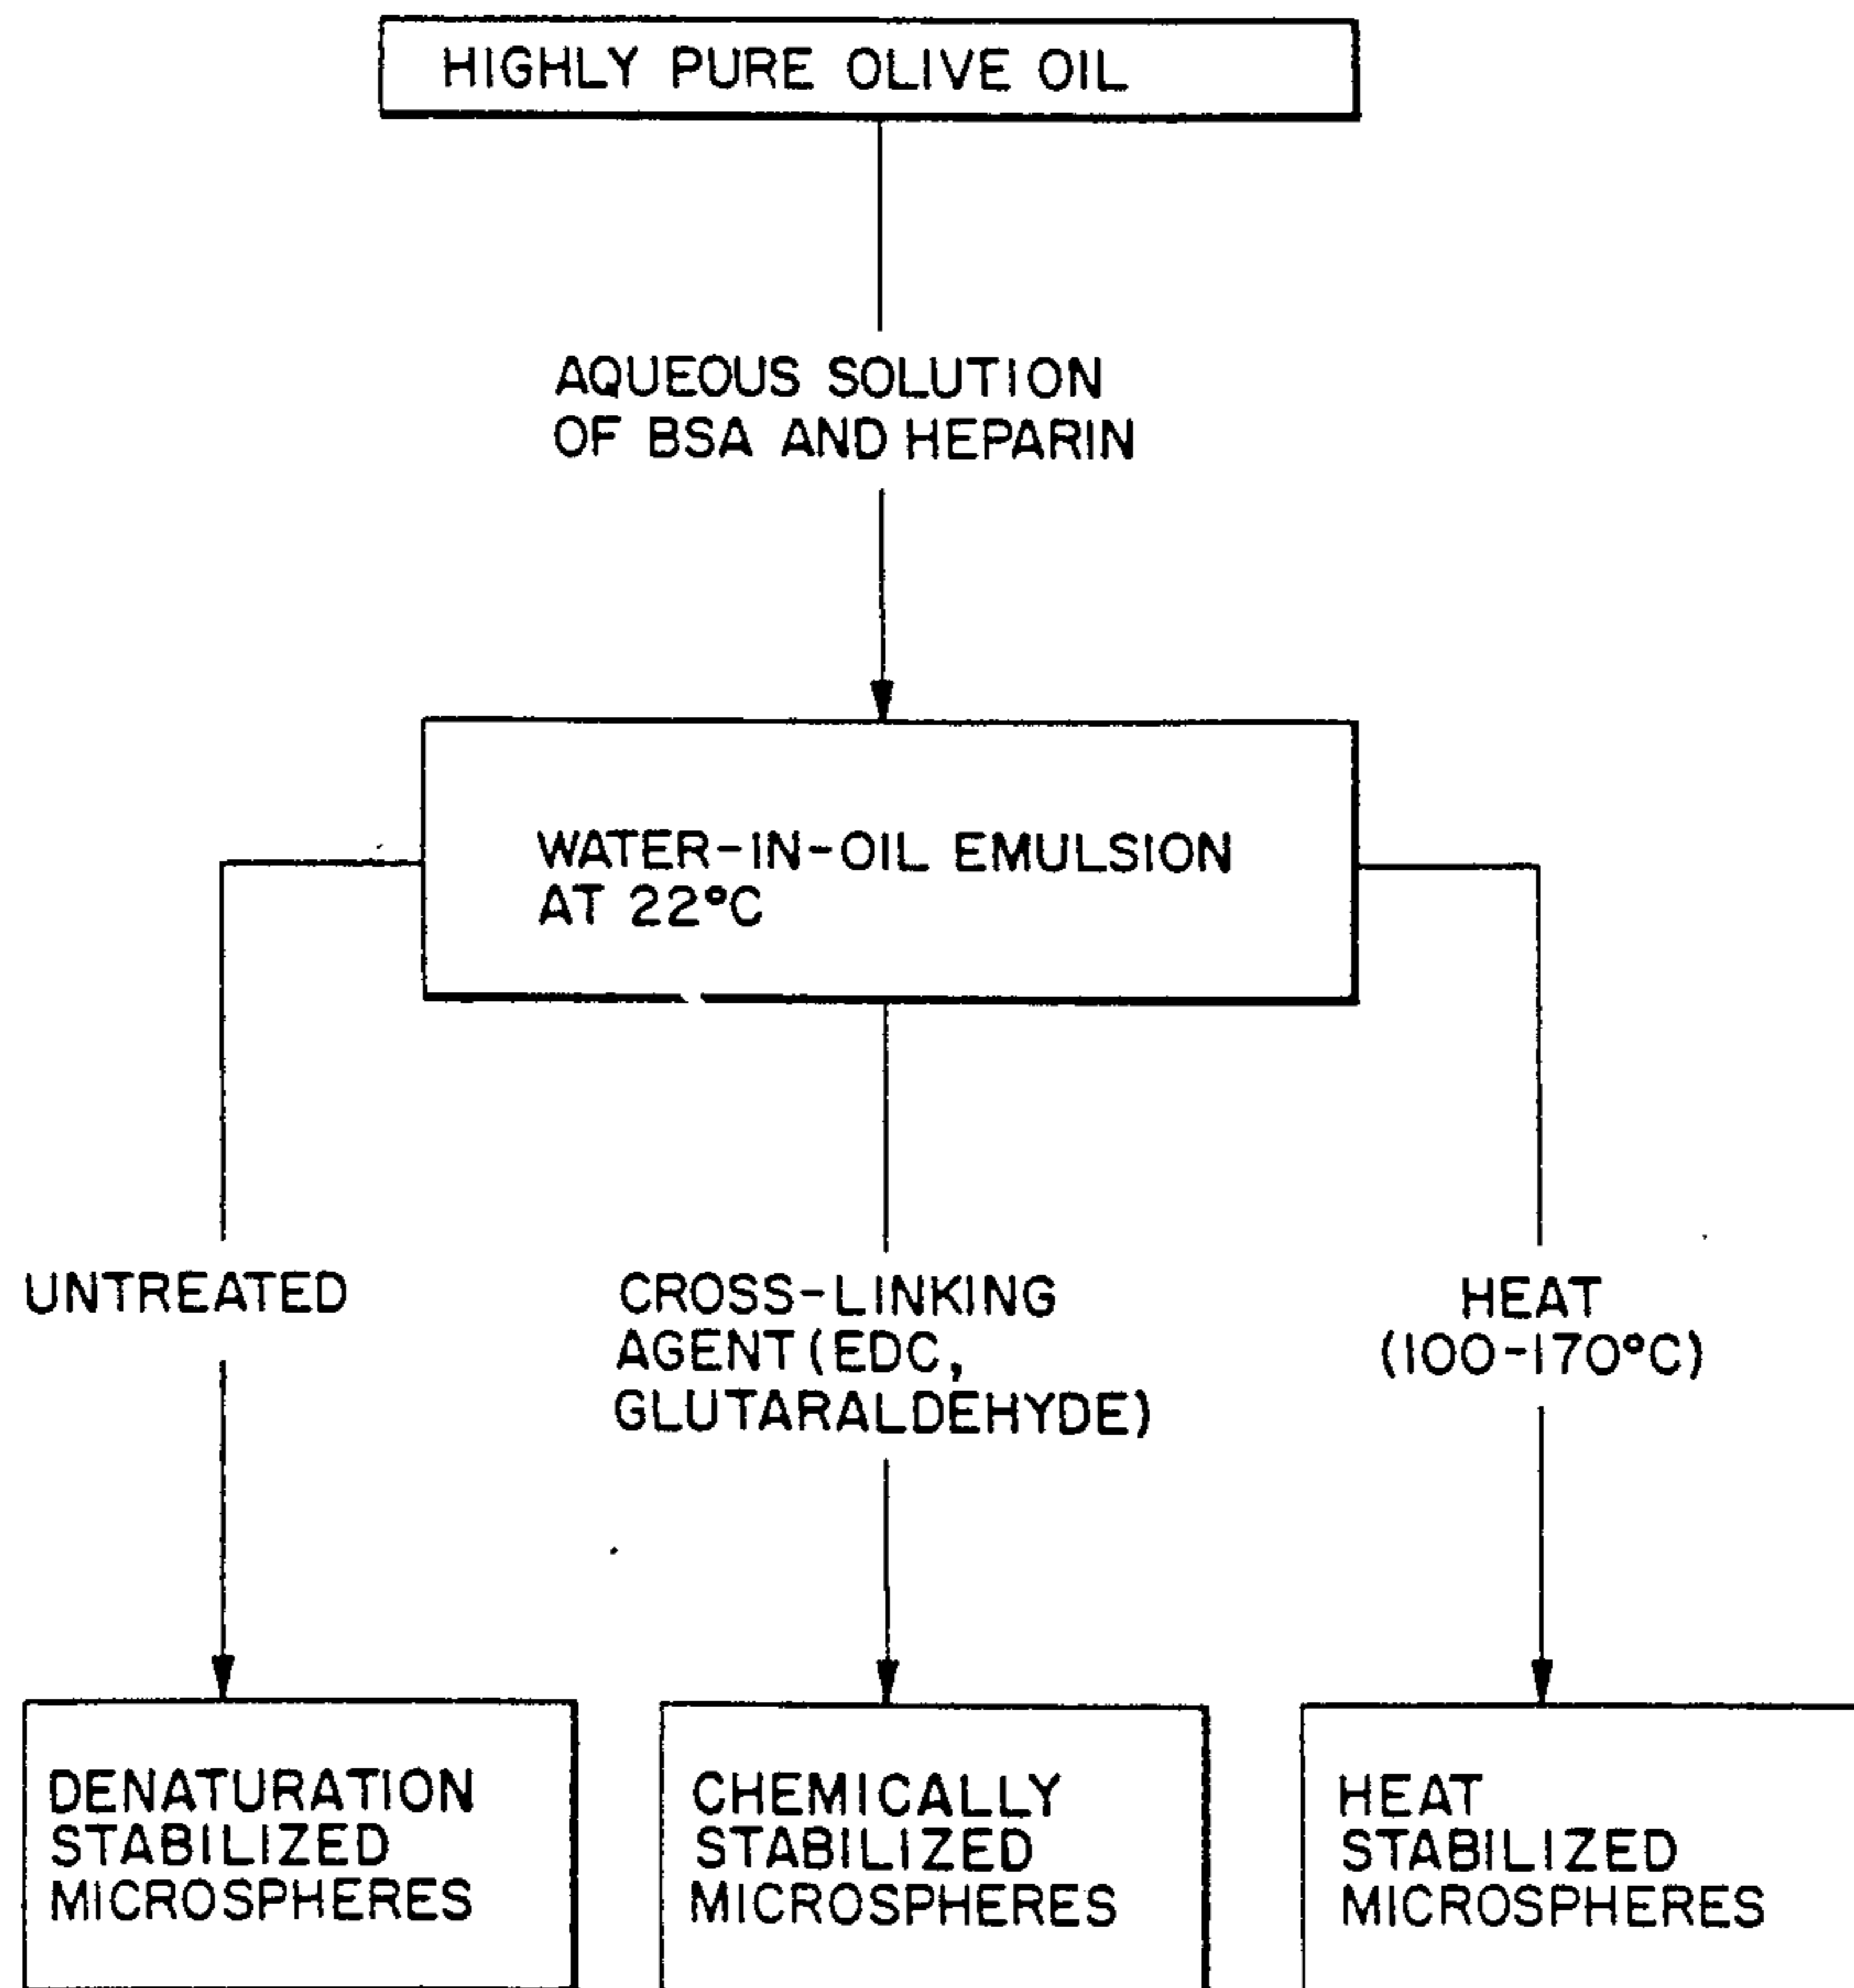 HIGHLY PURE OLIVE OIL
AQUEOUS SOLUTION
OF BSA AND HEPARIN
WATER-IN-OIL EMULSION
AT 22°C
UNTREATED
CROSS-LINKING
AGENT (EDC,
GLUTARALDEHYDE)
HEAT
(100-170°C)
DENATURATION
STABILIZED
MICROSPHERES
CHEMICALLY
STABILIZED
MICROSPHERES
HEAT
STABILIZED
MICROSPHERES